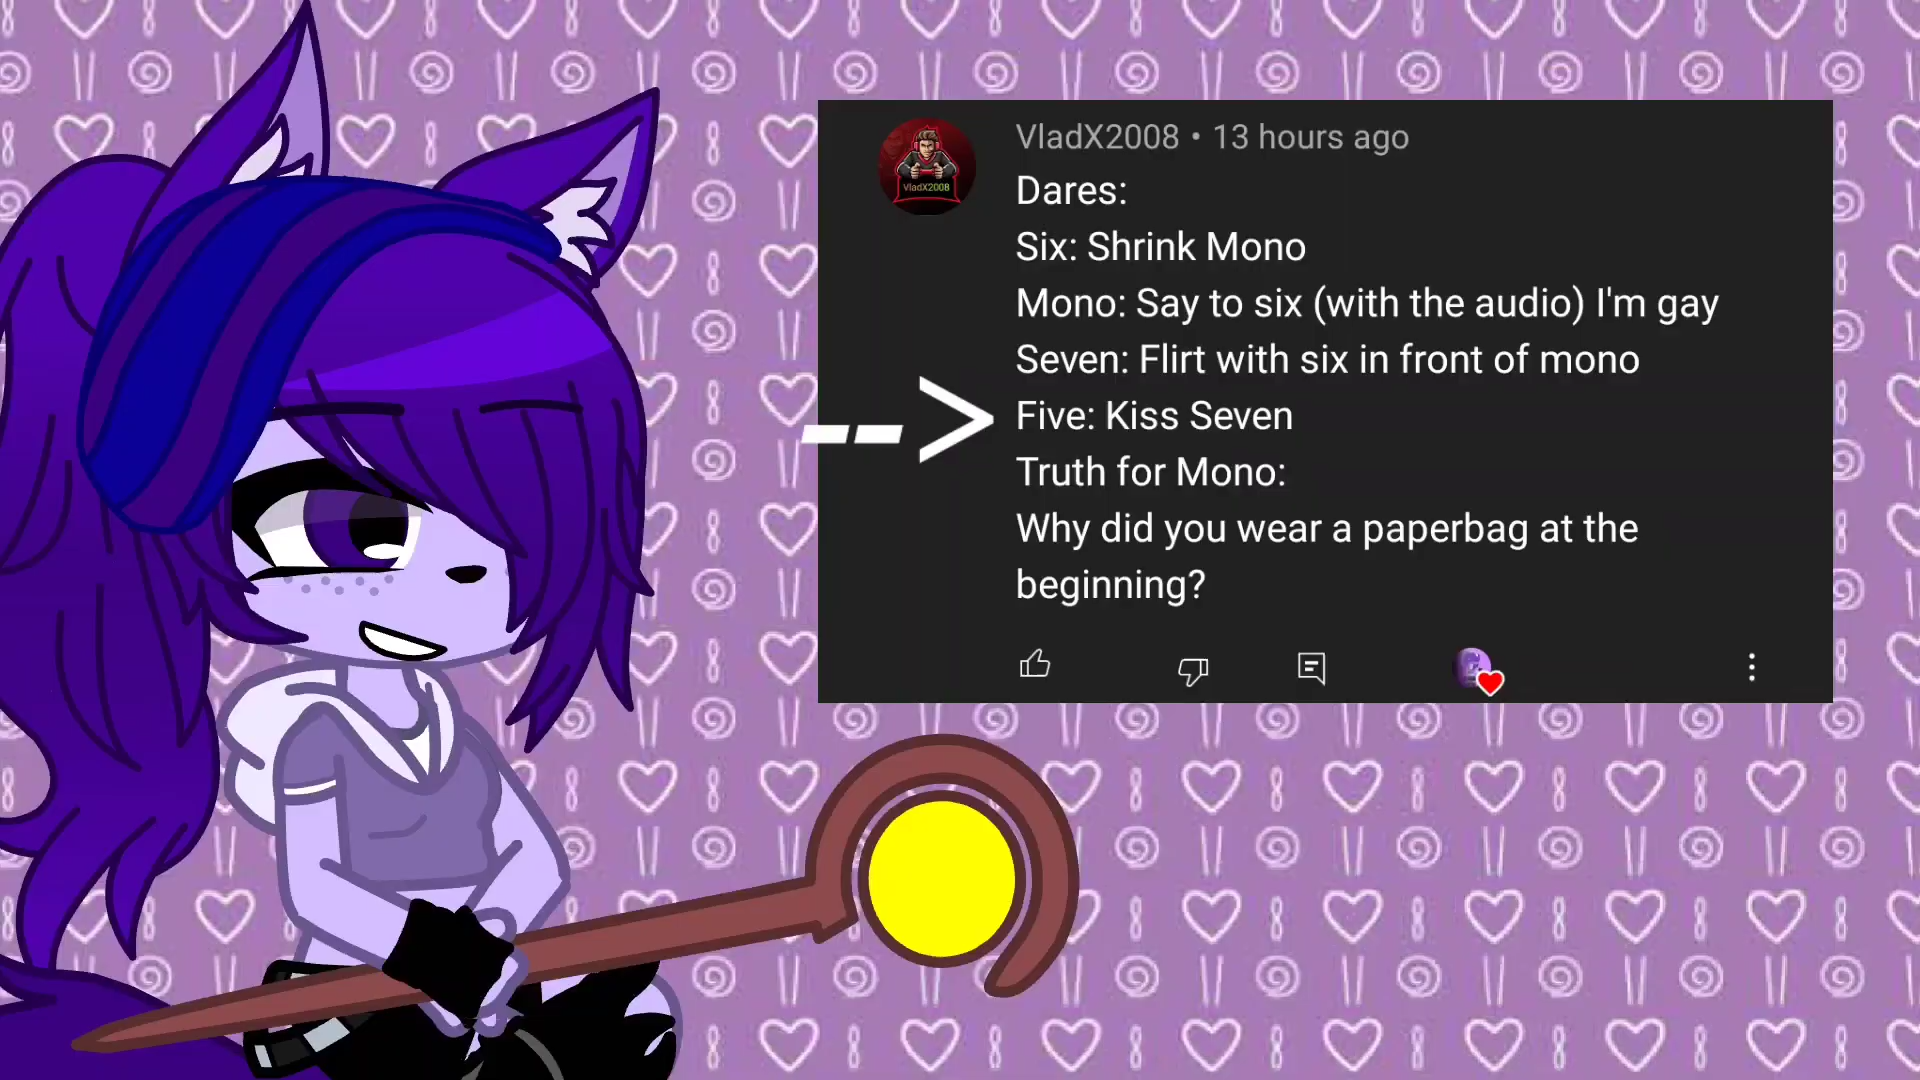 VladX2008 • 13 hours ago
VladX2008
Dares:
Six: Shrink Mono
Mono: Say to six (with the audio) I'm gay
Seven: Flirt with six in front of mono
--> Five: Kiss Seven
Truth for Mono:
Why did you wear a paperbag at the
beginning?